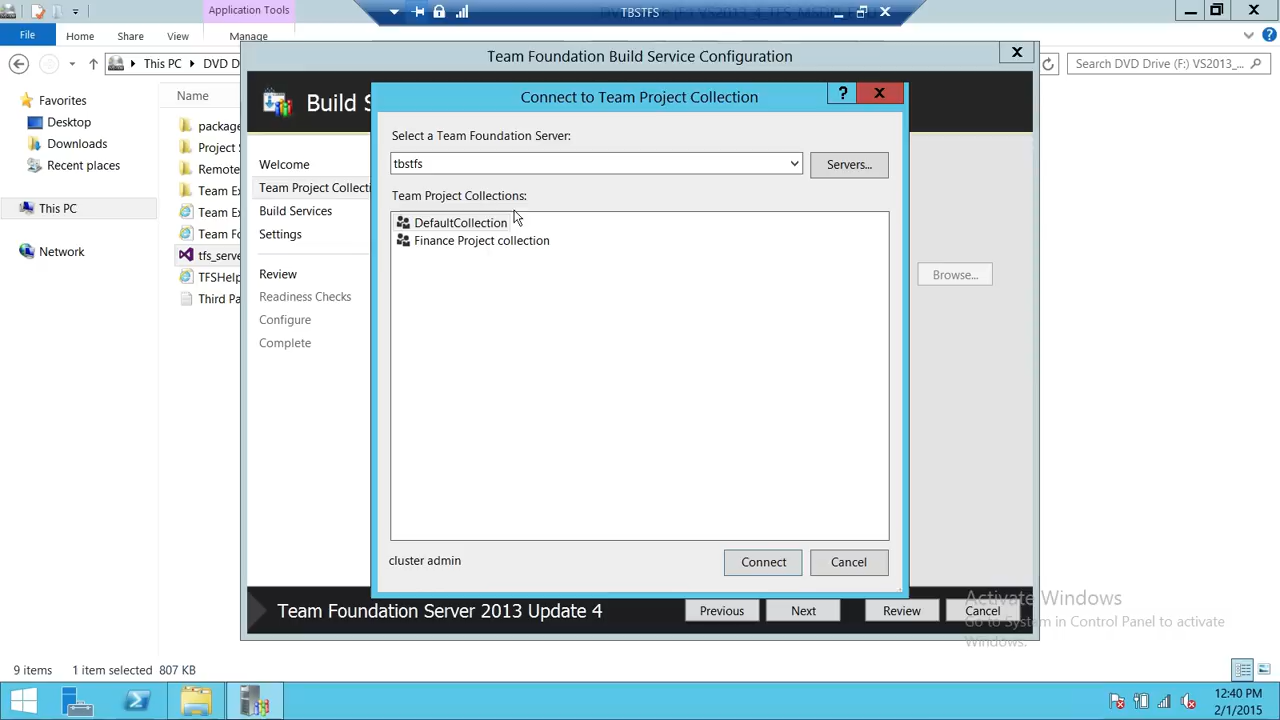 Application Tools
TBSTFS
File
Home
Share
View
Manage
This PC
DVD D
Search DVD Drive (F:) VS2013_...
Team Foundation Build Service Configuration
Build S
Connect to Team Project Collection
Favorites
Desktop
Downloads
Recent places
This PC
Network
Name
package
Project S
Remote
Team Ex
Team Ex
Team Fo
tfs_serve
TFSHelp
Third Pa
Welcome
Team Project Collecti
Build Services
Settings
Review
Readiness Checks
Configure
Complete
Select a Team Foundation Server:
tbstfs
Servers...
Team Project Collections:
DefaultCollection
Finance Project collection
Browse...
cluster admin
Connect
Cancel
Team Foundation Server 2013 Update 4
Previous
Next
Review
Cancel
Activate Windows
Go to System in Control Panel to activate
Windows.
9 items
1 item selected 807 KB
12:40 PM
2/1/2015